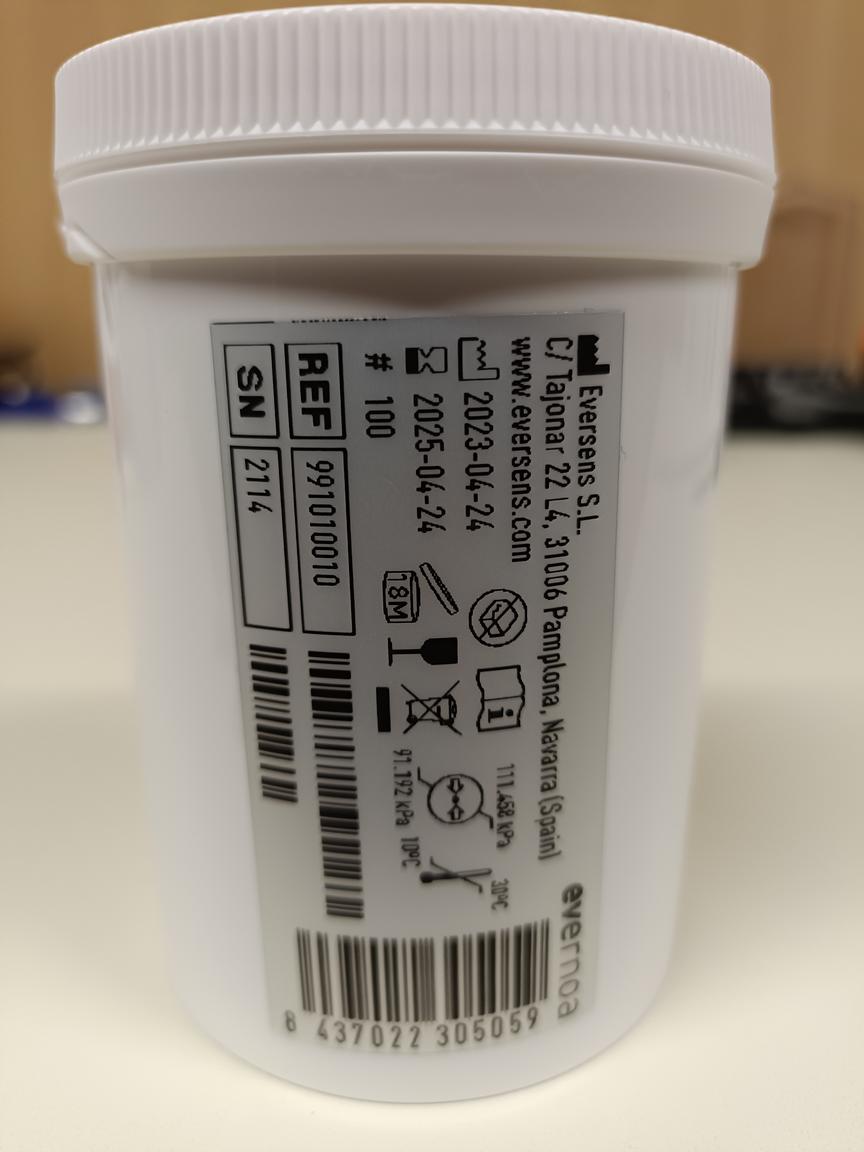 Eversens S.L.
C/ Tajonar 22 L4, 31006 Pamplona, Navarra (Spain)
www.eversens.com
2023-04-24
2025-04-24
# 100
18M
i
111.458 kPa
91.192 kPa
30ºC
10ºC
REF 991010010
SN 2114
evernoa
8 437022 305059